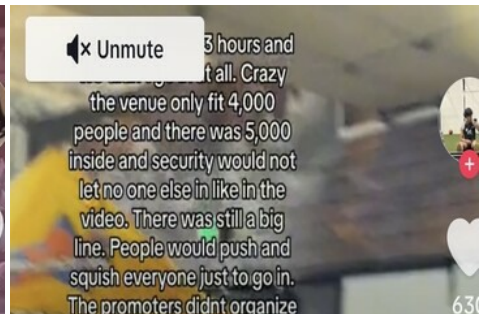 Unmute
3 hours and
t all. Crazy
the venue only fit 4,000
people and there was 5,000
inside and security would not
let no one else in like in the
video. There was still a big
line. People would push and
squish everyone just to go in.
The promoters didnt organize
630